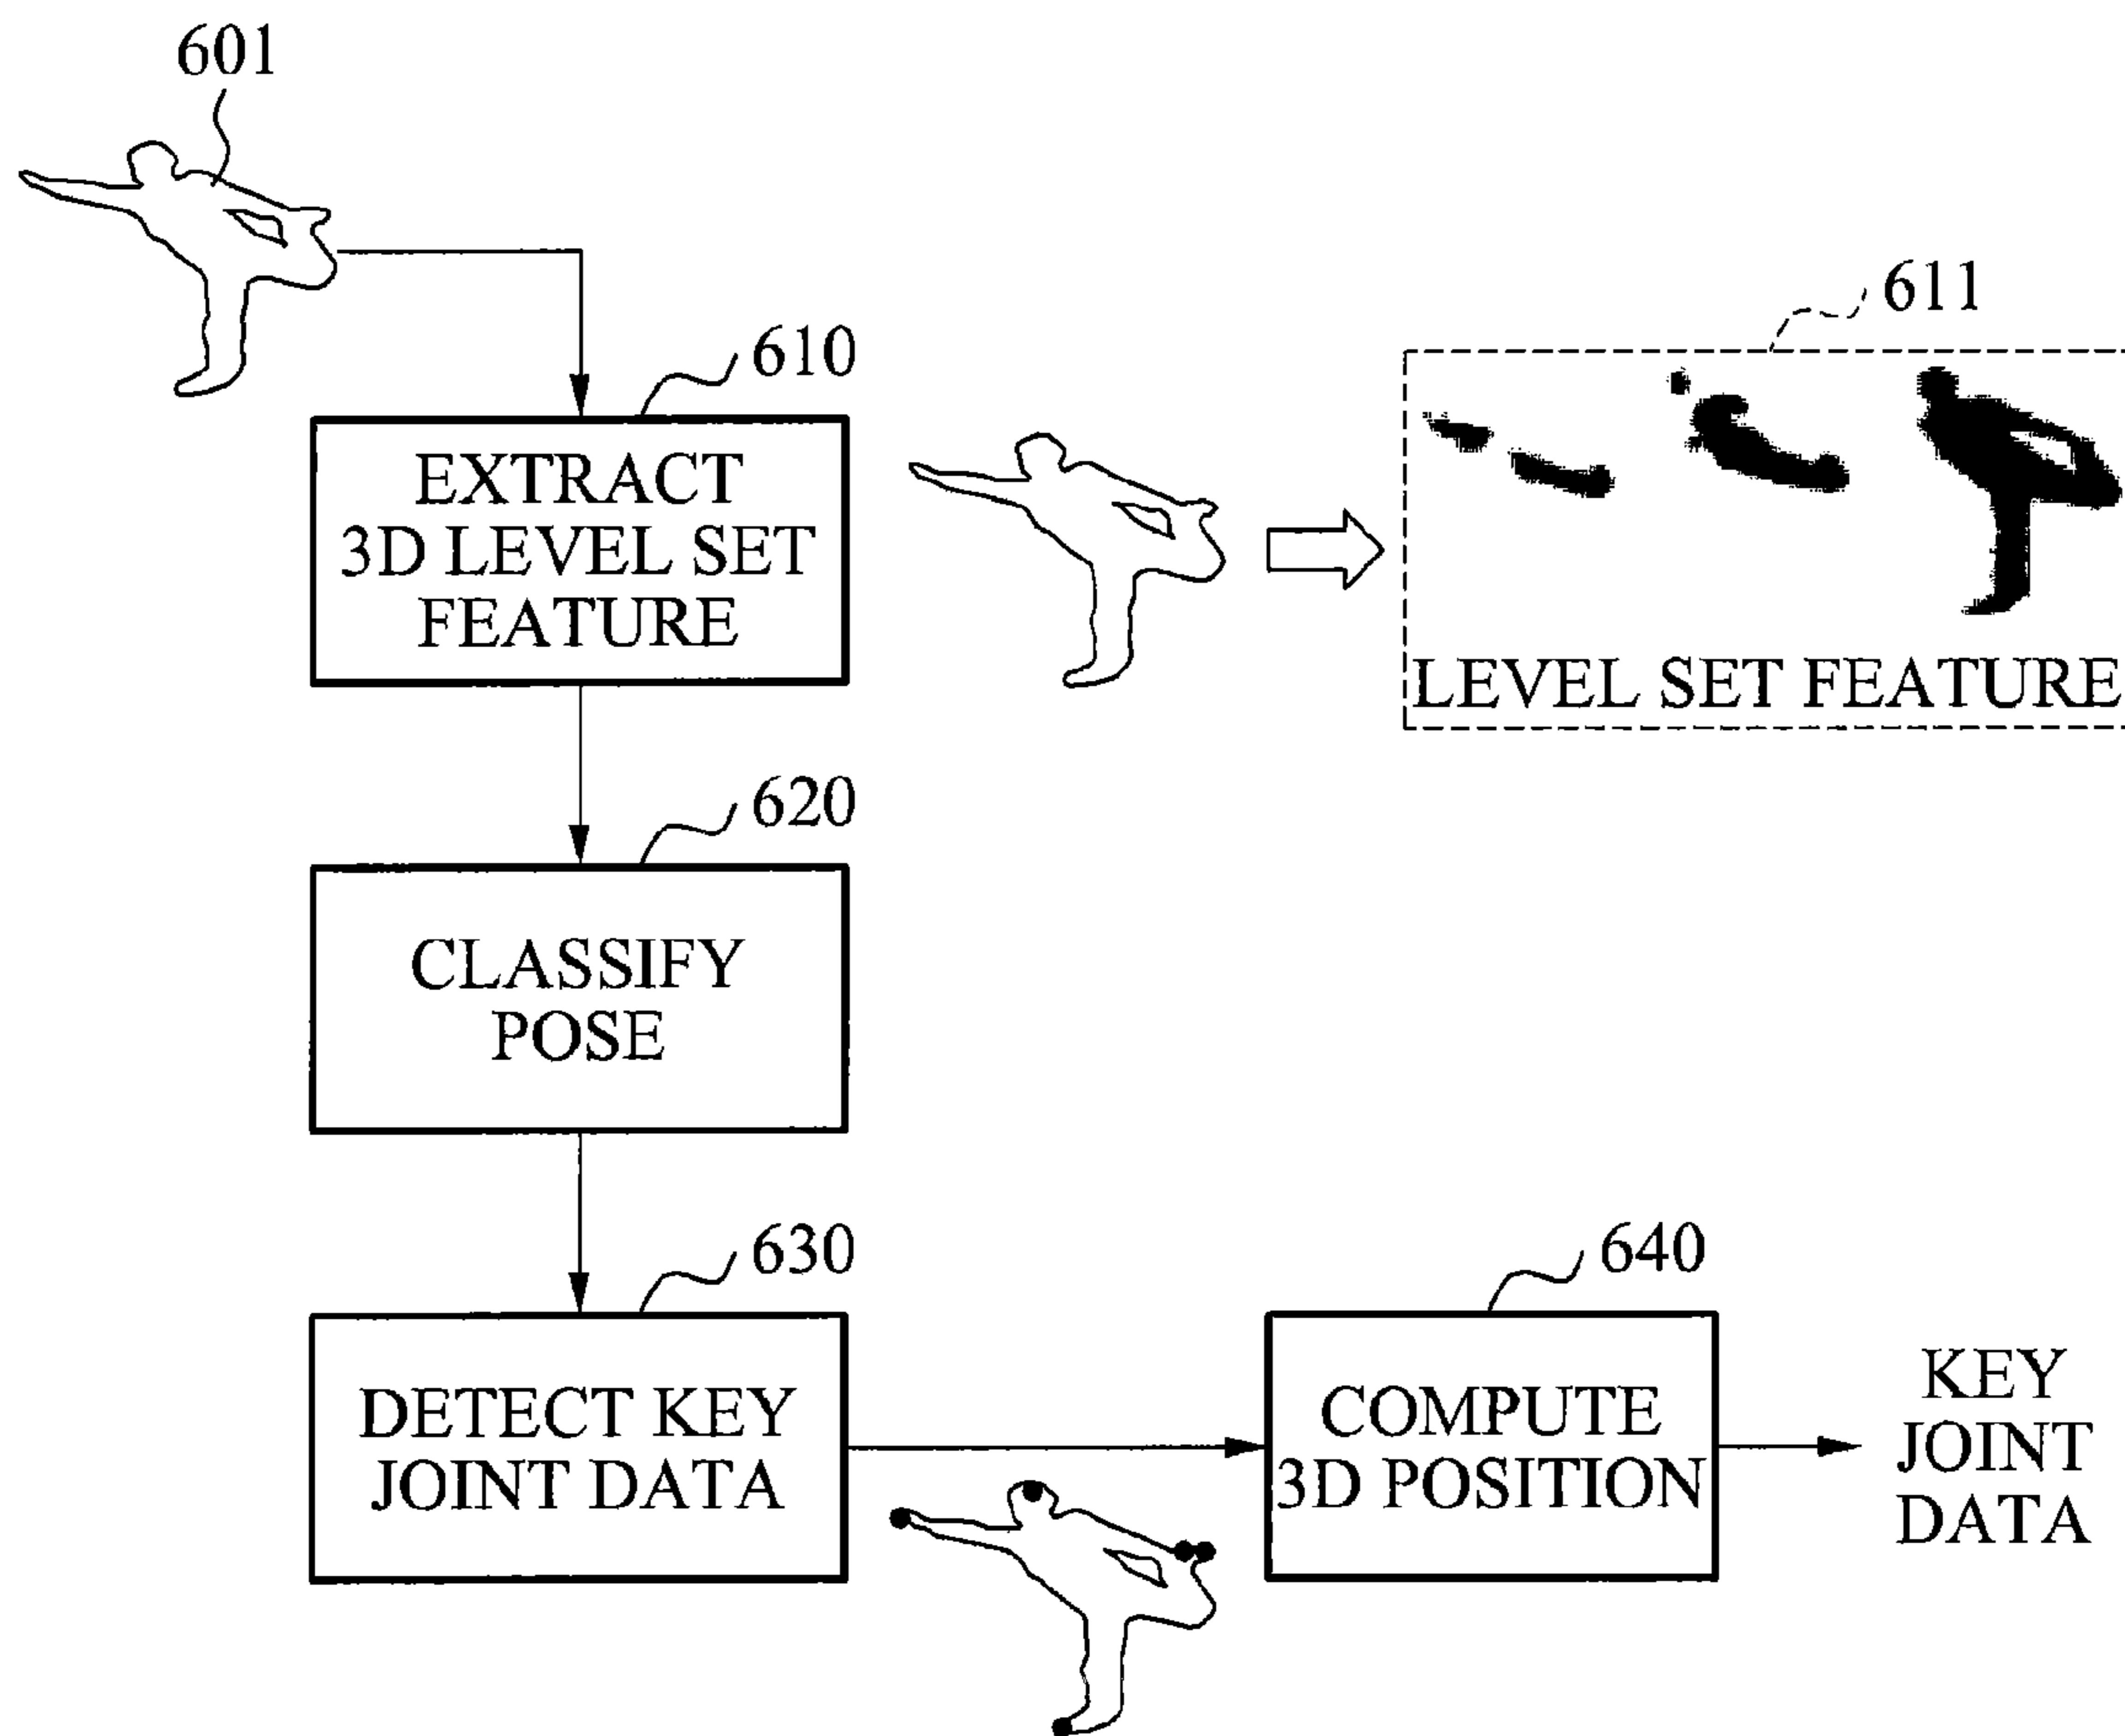 601
610
EXTRACT
3D LEVEL SET
FEATURE
611
LEVEL SET FEATURE
620
CLASSIFY
POSE
630
DETECT KEY
JOINT DATA
640
COMPUTE
3D POSITION
KEY
JOINT
DATA